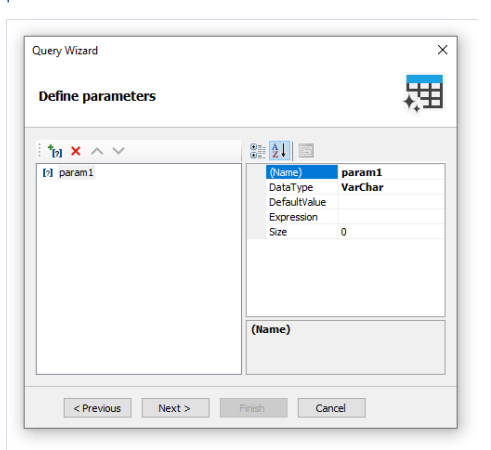 Query Wizard
Define parameters
param1
(Name) param1
DataType VarChar
DefaultValue
Expression
Size 0
(Name)
< Previous Next > Finish Cancel